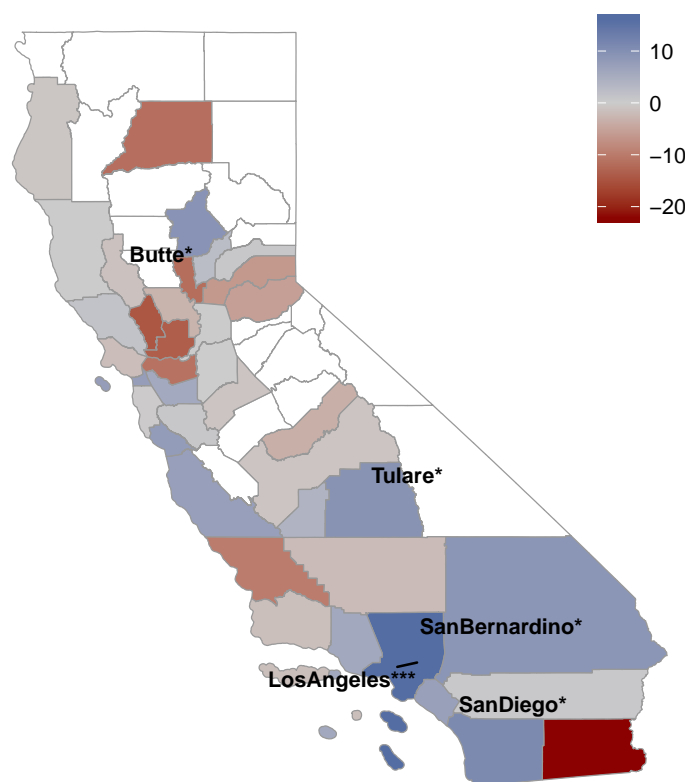 10
0
−10
−20
Butte*
Tulare*
SanBernardino*
LosAngeles***
SanDiego*